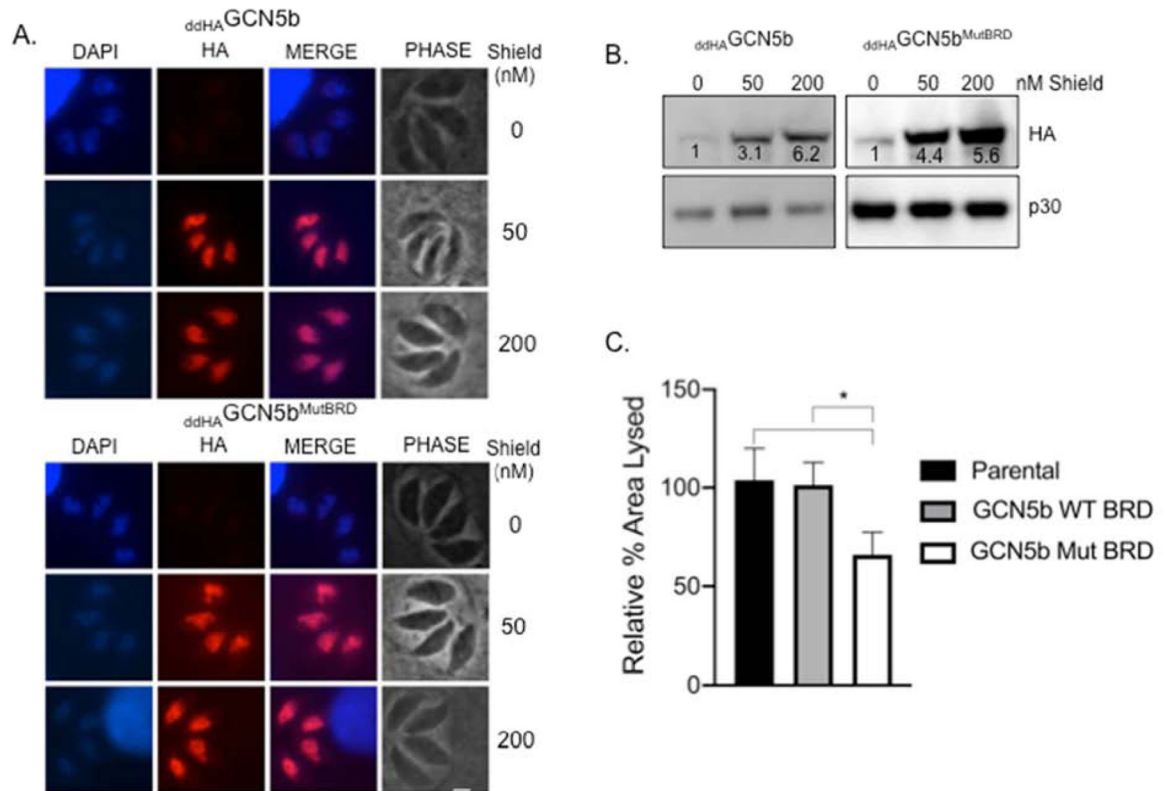 A.
ddHAGCN5b
DAPI HA MERGE PHASE Shield (nM)
0
50
200
ddHAGCN5bMutBRD
DAPI HA MERGE PHASE Shield (nM)
0
50
200
B.
ddHAGCN5b ddHAGCN5bMutBRD
0 50 200 0 50 200 nM Shield
HA
1 3.1 6.2 1 4.4 5.6
p30
C.
Relative % Area Lysed
150
100
50
0
*
Parental
GCN5b WT BRD
GCN5b Mut BRD